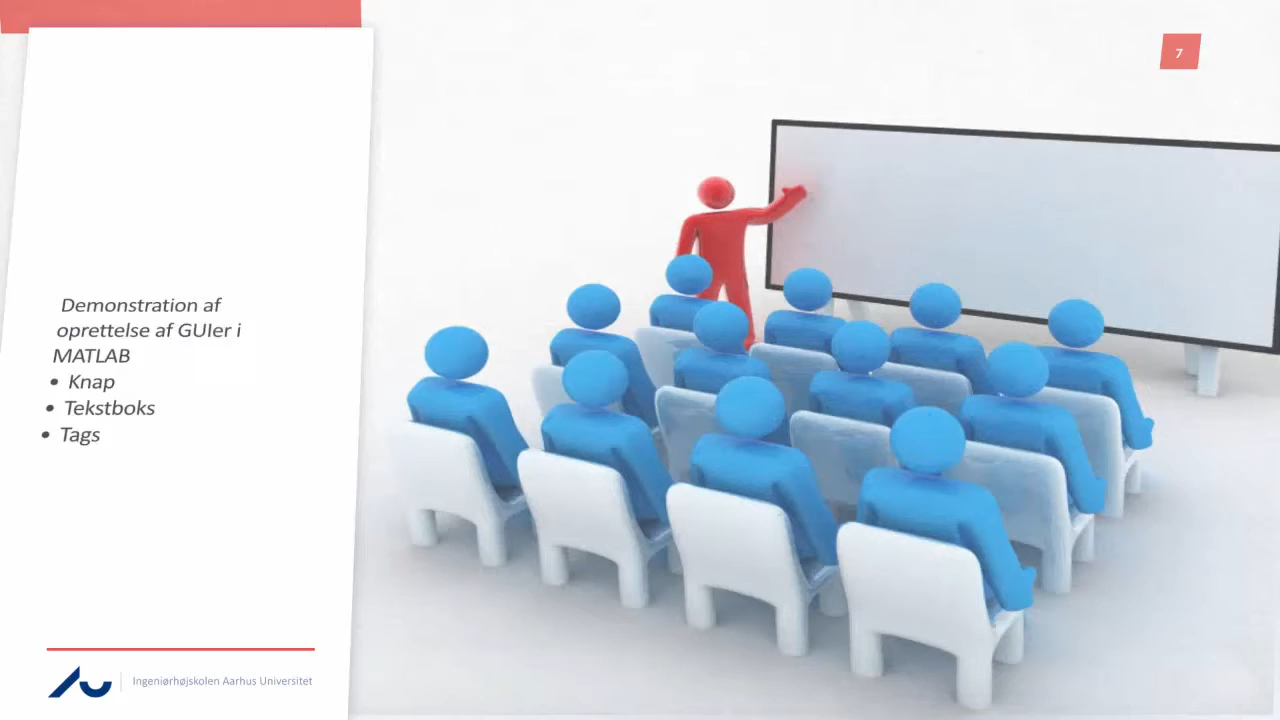 7
Demonstration af
oprettelse af GUIer i
MATLAB
• Knap
• Tekstboks
• Tags
Ingeniørhøjskolen Aarhus Universitet